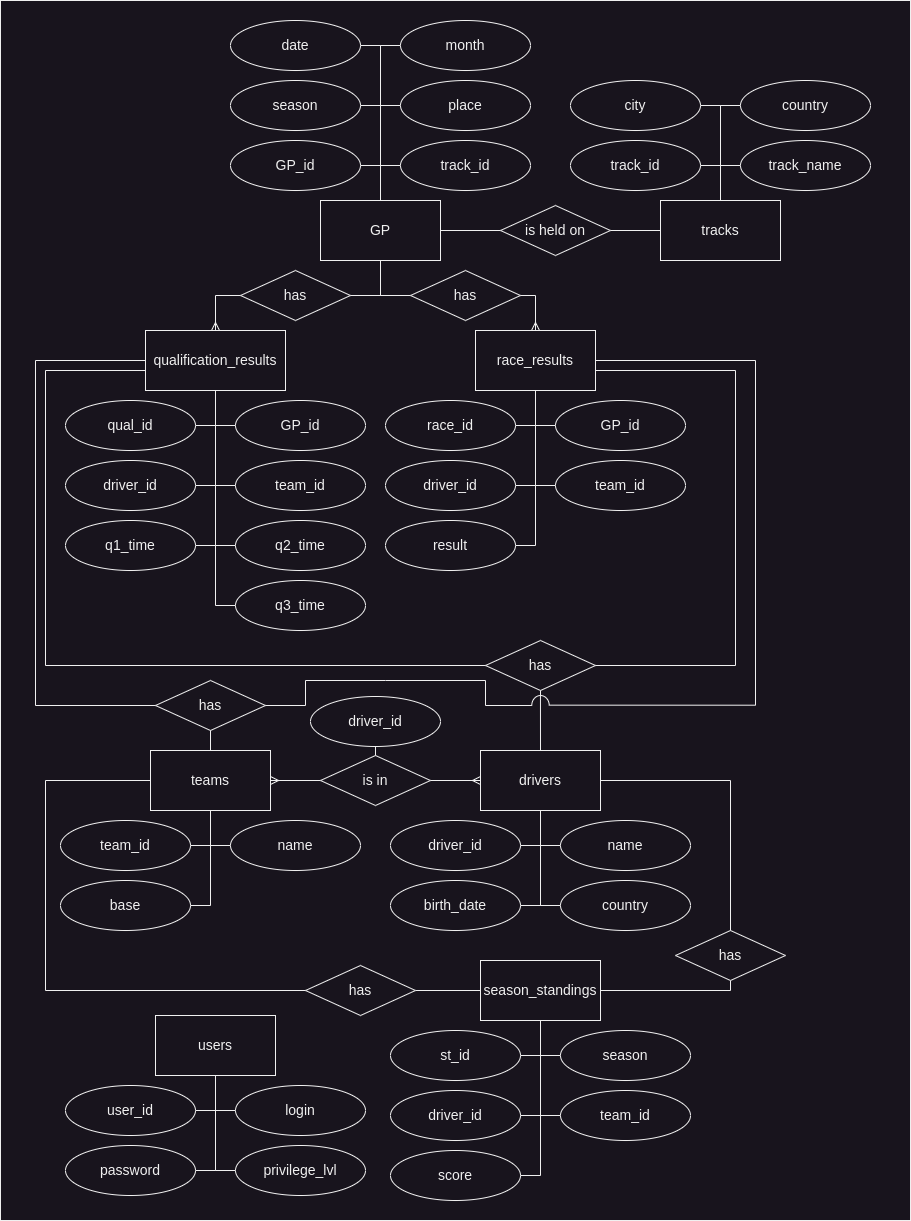 date
month
season
place
city
country
GP_id
track_id
track_id
track_name
GP
is held on
tracks
has
has
qualification_results
race_results
qual_id
GP_id
race_id
GP_id
driver_id
team_id
driver_id
team_id
q1_time
q2_time
result
q3_time
has
has
driver_id
teams
is in
drivers
team_id
name
driver_id
name
base
birth_date
country
has
has
season_standings
users
st_id
season
user_id
login
driver_id
team_id
password
privilege_lvl
score